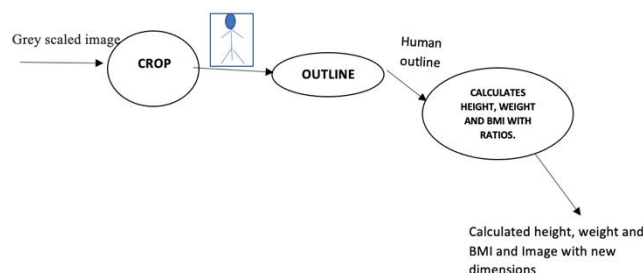 Grey scaled image
CROP
OUTLINE
Human
outline
CALCULATES
HEIGHT, WEIGHT
AND BMI WITH
RATIOS.
Calculated height, weight and
BMI and Image with new
dimensions